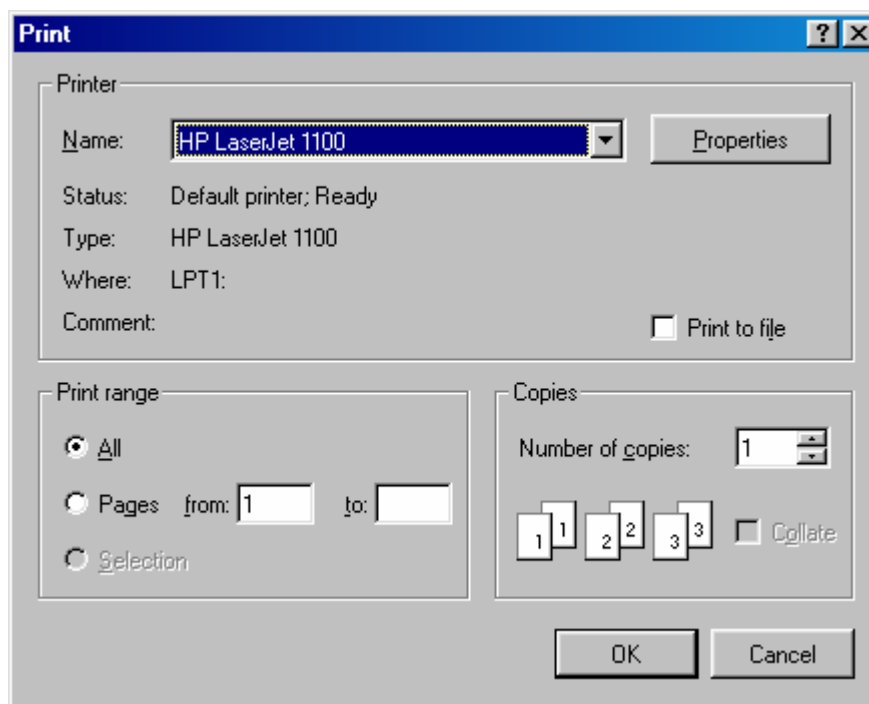 Print
Printer
Name: HP LaserJet 1100 Properties
Status: Default printer; Ready
Type: HP LaserJet 1100
Where: LPT1:
Comment: Print to file
Print range
All
Pages from: 1 to:
Selection
Copies
Number of copies: 1
1 1 2 2 3 3 Collate
OK Cancel